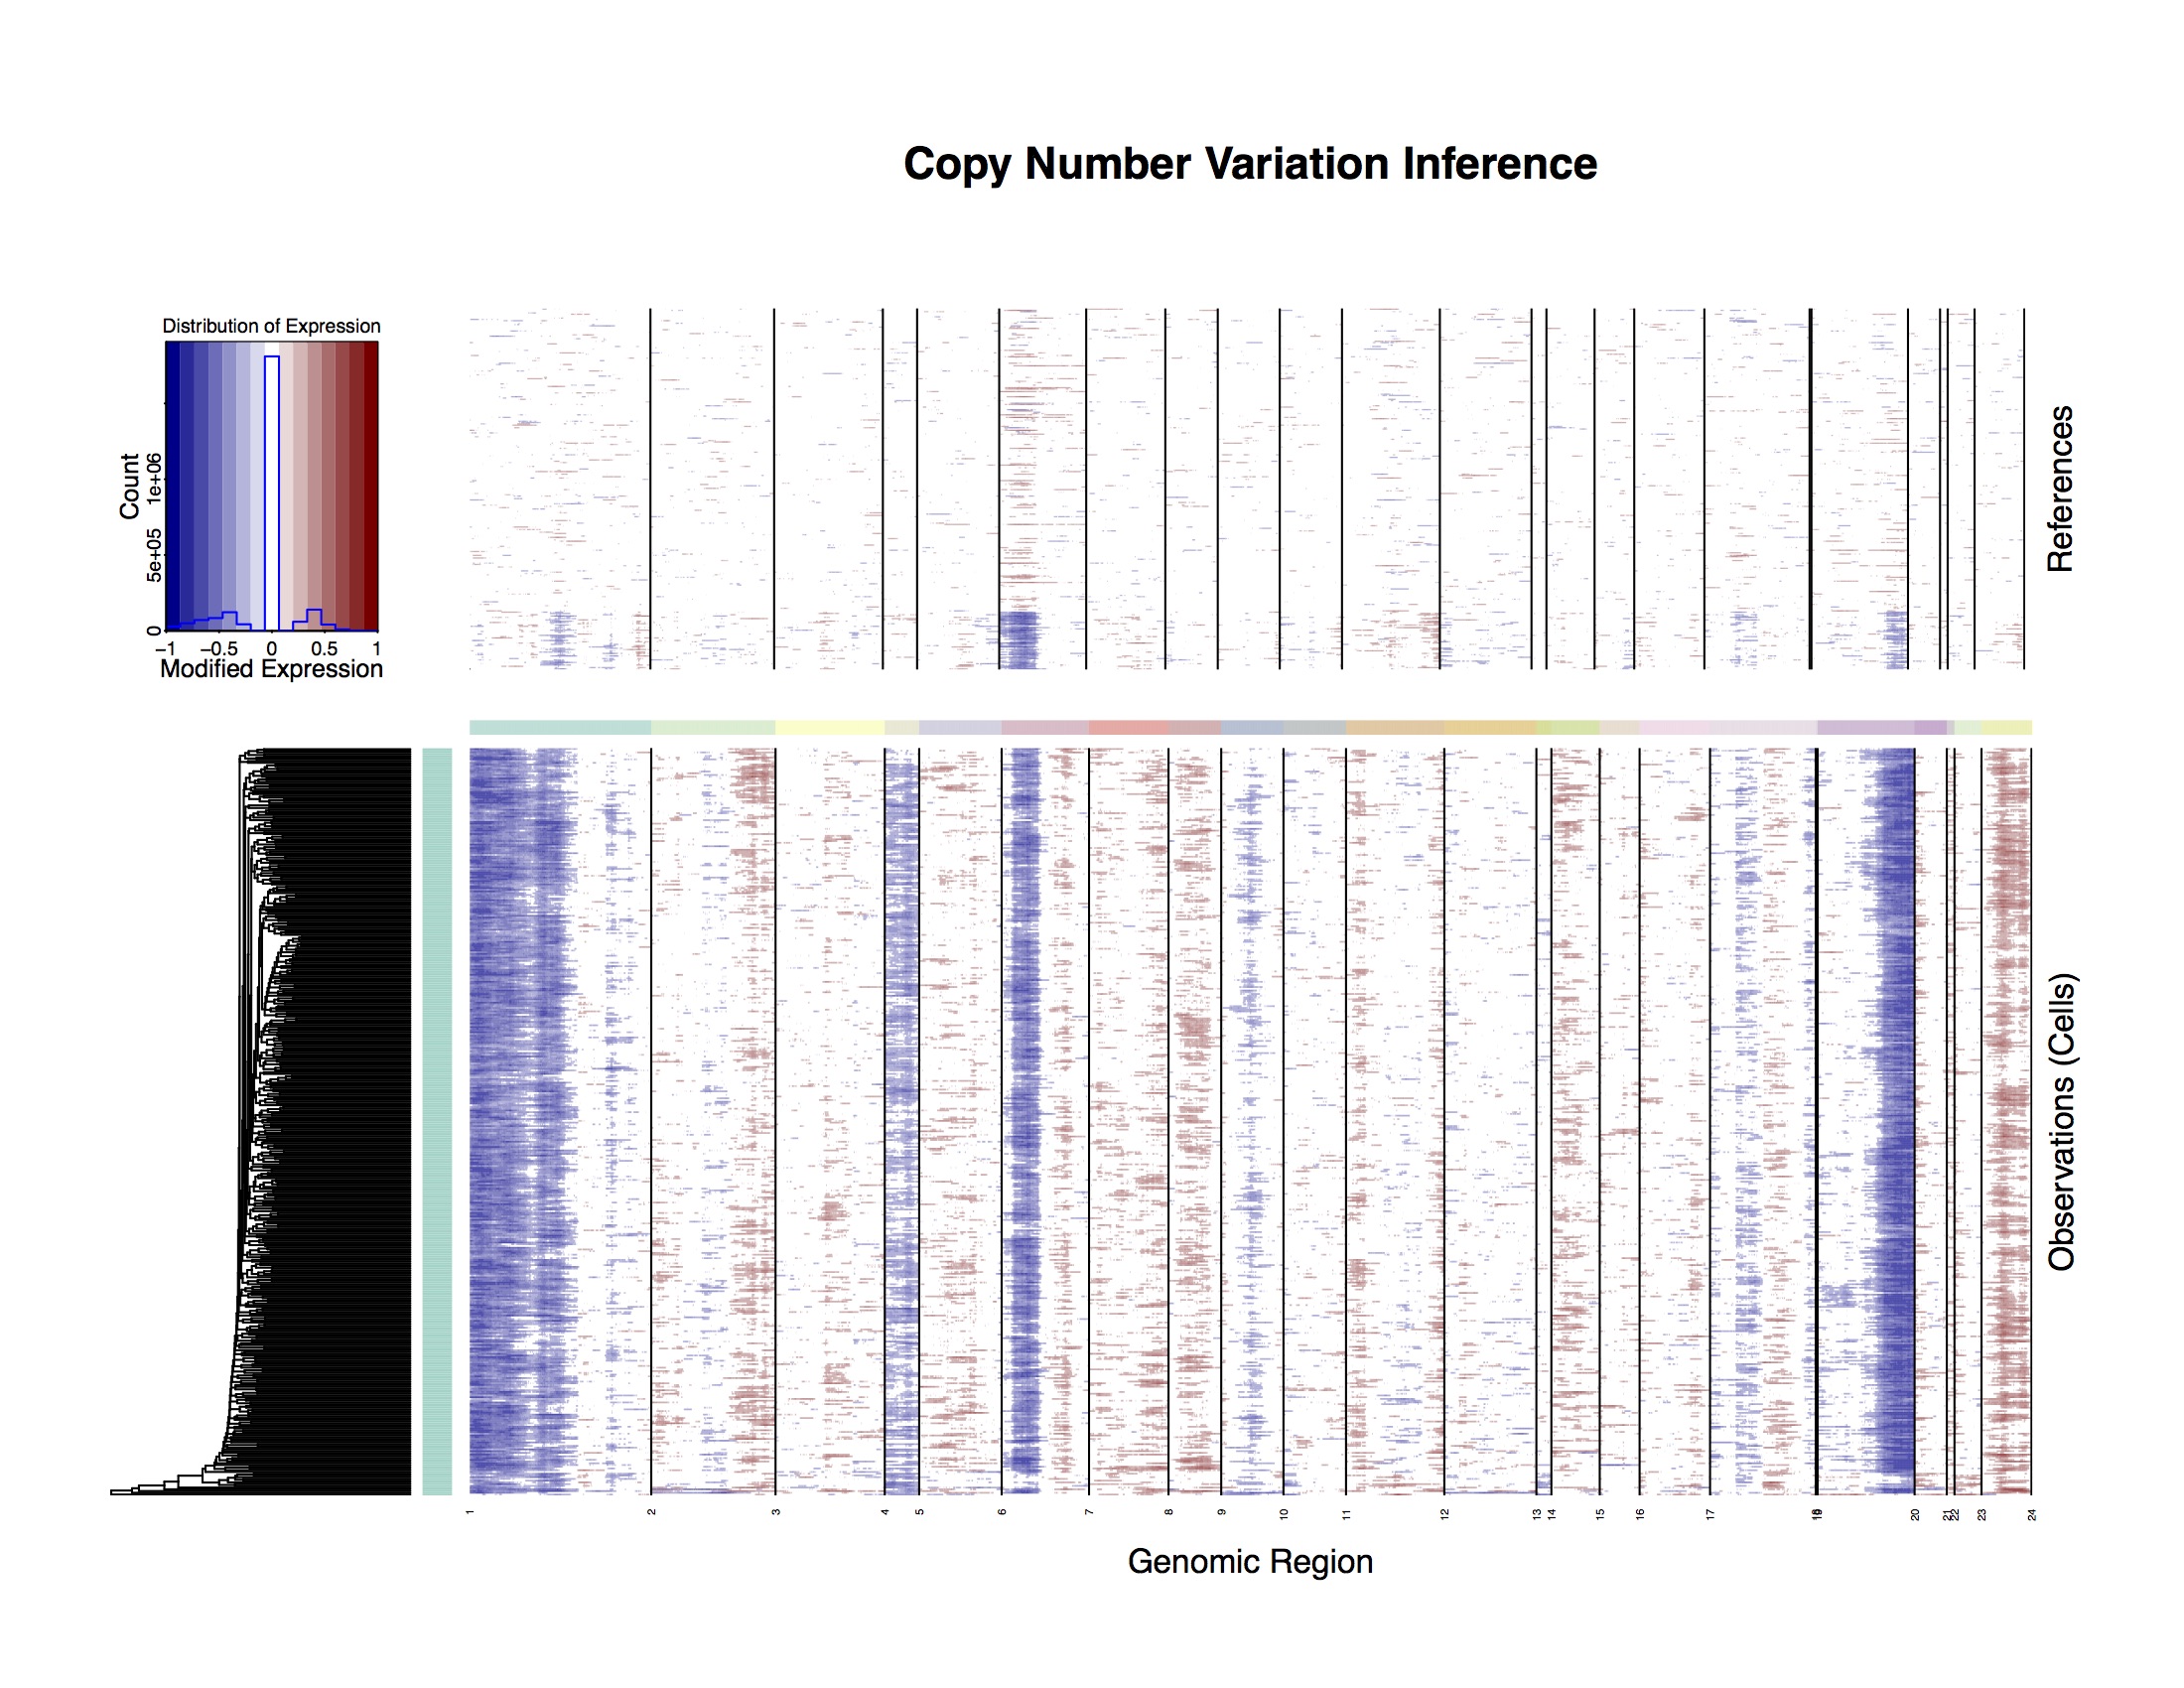 Copy Number Variation Inference
Distribution of Expression
Count
0 5e+05 1e+06
−1 −0.5 0 0.5 1
Modified Expression
References
Observations (Cells)
1 2 3 4 5 6 7 8 9 10 11 12 13 14 15 16 17 19 20 22 23 24
Genomic Region